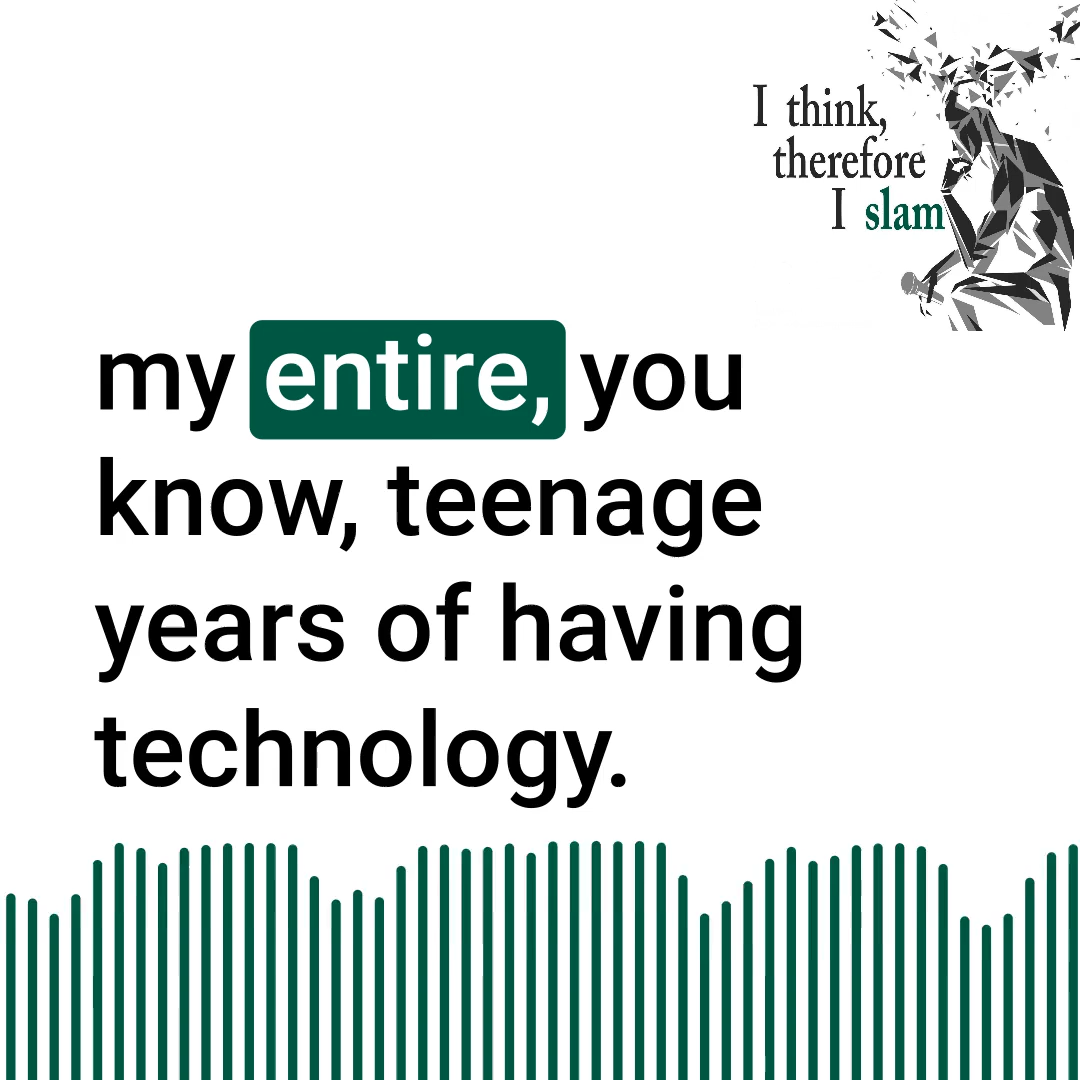 I think,
therefore
I slam
my entire, you
know, teenage
years of having
technology.